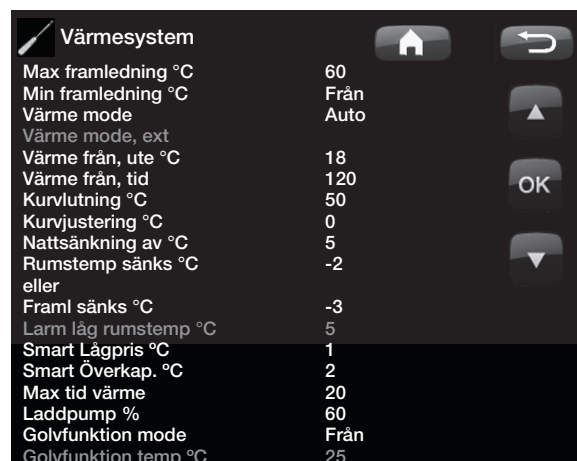 Värmesystem
Max framledning °C 60
Min framledning °C Från
Värme mode Auto
Värme mode, ext
Värme från, ute °C 18
Värme från, tid 120
OK
Kurvlutning °C 50
Kurvjustering °C 0
Nattsänkning av °C 5
Rumstemp sänks °C -2
eller
Framl sänks °C -3
Larm låg rumstemp °C 5
Smart Lågpris ºC 1
Smart Överkap. ºC 2
Max tid värme 20
Laddpump % 60
Golvfunktion mode Från
Golvfunktion temp ºC 25